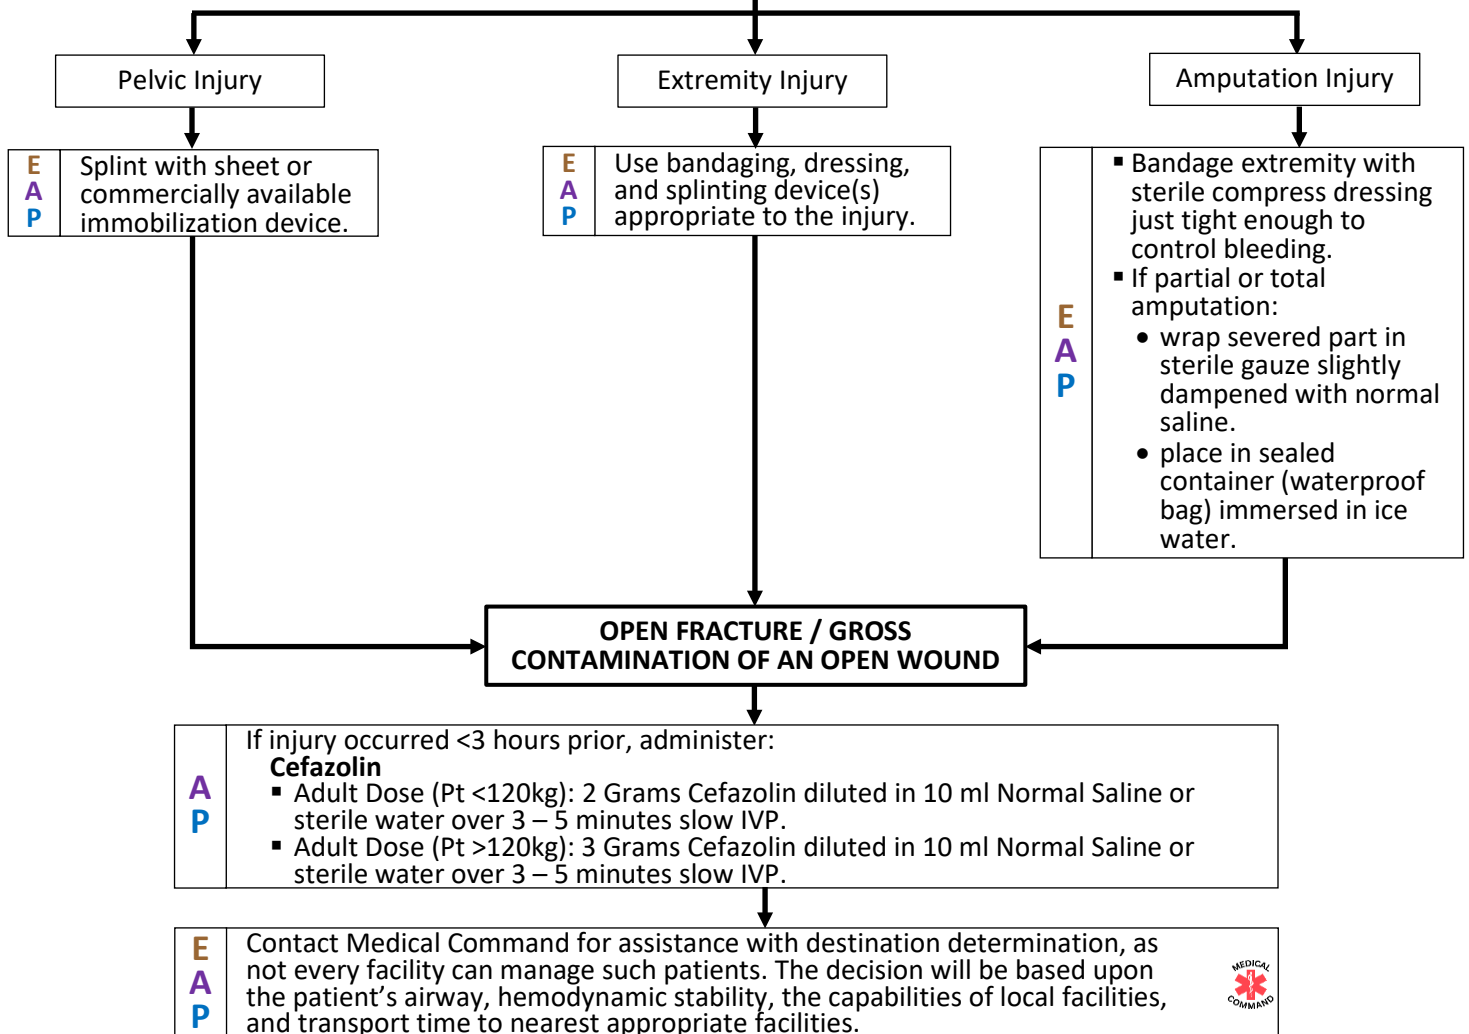 Pelvic Injury
Extremity Injury
Amputation Injury
E
A
P
Splint with sheet or
commercially available
immobilization device.
E
A
P
Use bandaging, dressing,
and splinting device(s)
appropriate to the injury.
E
A
P
▪ Bandage extremity with
sterile compress dressing
just tight enough to
control bleeding.
▪ If partial or total
amputation:
• wrap severed part in
sterile gauze slightly
dampened with normal
saline.
• place in sealed
container (waterproof
bag) immersed in ice
water.
OPEN FRACTURE / GROSS
CONTAMINATION OF AN OPEN WOUND
A
P
If injury occurred <3 hours prior, administer:
Cefazolin
▪ Adult Dose (Pt <120kg): 2 Grams Cefazolin diluted in 10 ml Normal Saline or
sterile water over 3 – 5 minutes slow IVP.
▪ Adult Dose (Pt >120kg): 3 Grams Cefazolin diluted in 10 ml Normal Saline or
sterile water over 3 – 5 minutes slow IVP.
E
A
P
Contact Medical Command for assistance with destination determination, as
not every facility can manage such patients. The decision will be based upon
the patient’s airway, hemodynamic stability, the capabilities of local facilities,
and transport time to nearest appropriate facilities.
MEDICAL
COMMAND